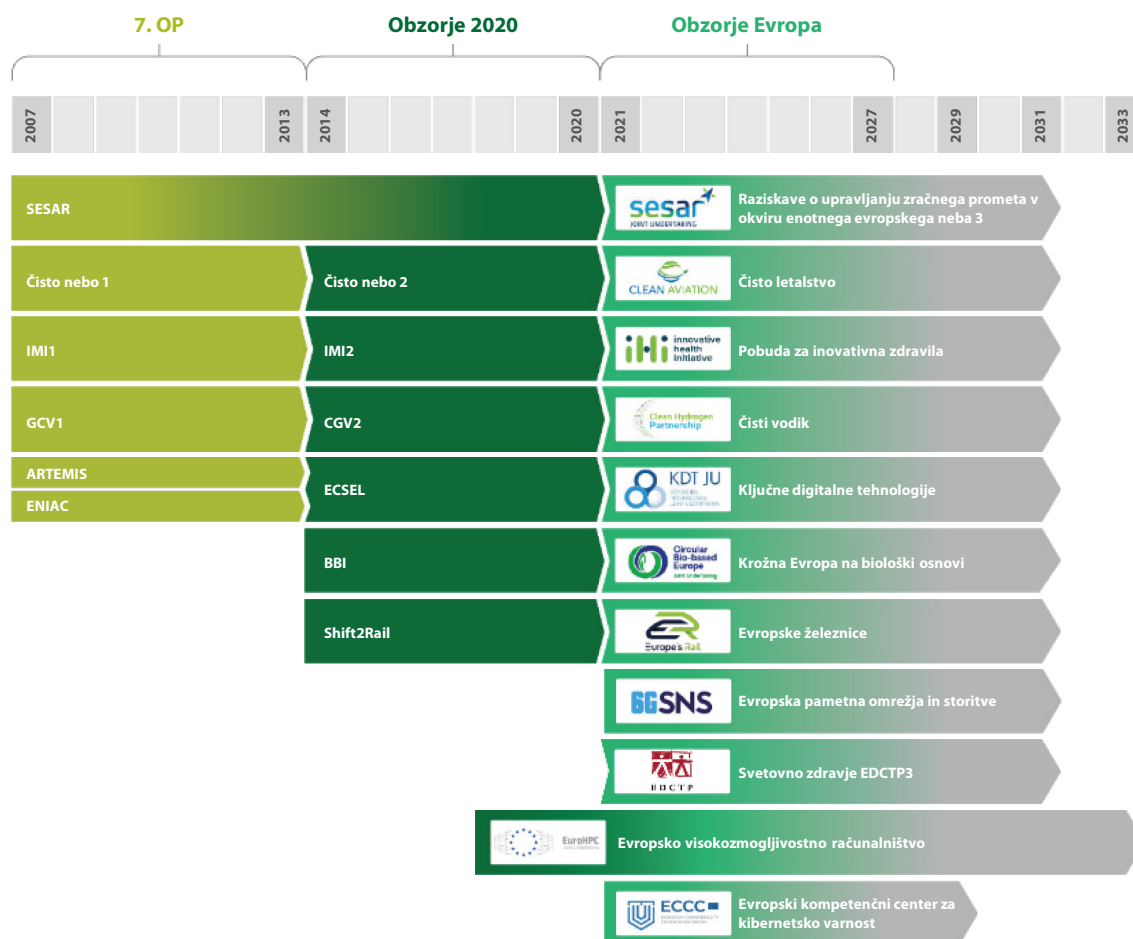 7. OP
Obzorje 2020
Obzorje Evropa
2007
2013
2014
2020
2021
2027
2029
2031
2033
SESAR
sesar
JOINT UNDERTAKING
Raziskave o upravljanju zračnega prometa v
okviru enotnega evropskega neba 3
Čisto nebo 1
Čisto nebo 2
CLEAN AVIATION
Čisto letalstvo
IMI1
IMI2
iHi innovative
health
initiative
Pobuda za inovativna zdravila
GCV1
CGV2
Clean Hydrogen
Partnership
Čisti vodik
ARTEMIS
ENIAC
ECSEL
KDT JU
Ključne digitalne tehnologije
BBI
Circular
Bio-based
Europe
Joint Undertaking
Krožna Evropa na biološki osnovi
Shift2Rail
Europe's Rail
Evropske železnice
6GSNS
Evropska pametna omrežja in storitve
EDCTP
Svetovno zdravje EDCTP3
EuroHPC
Evropsko visokozmogljivostno računalništvo
ECCC
Evropski kompetenčni center za
kibernetsko varnost